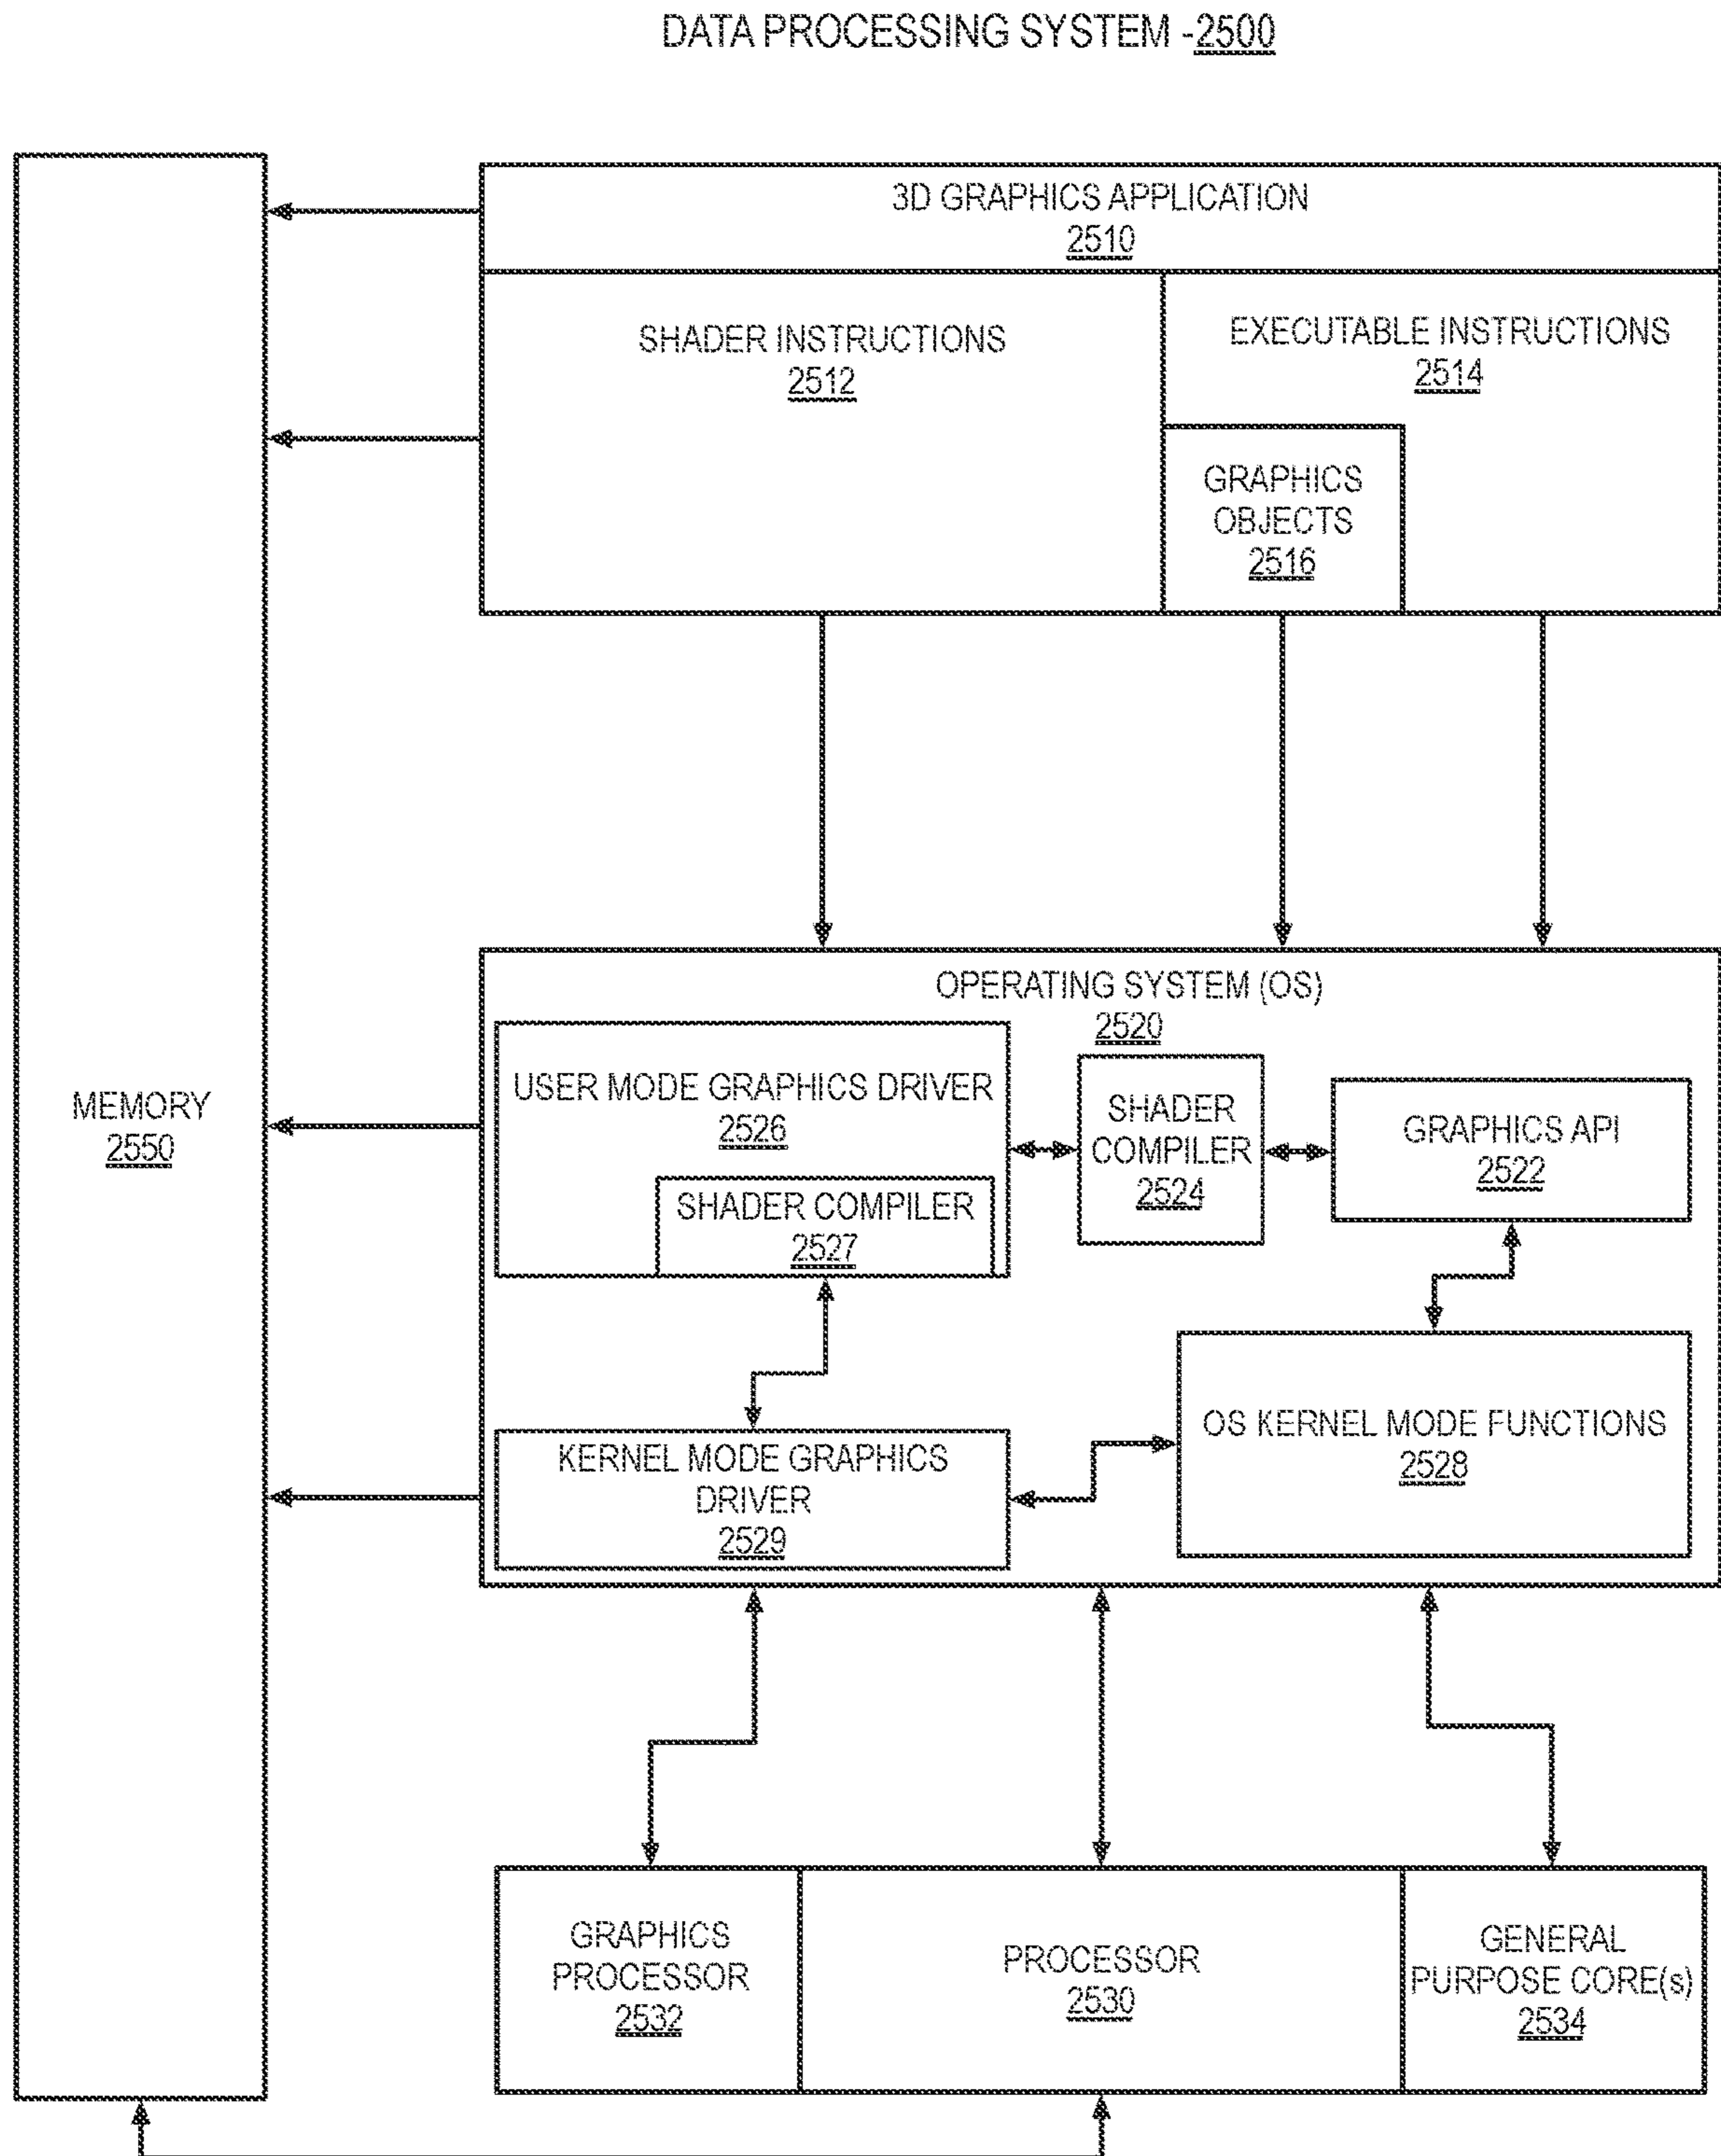 DATA PROCESSING SYSTEM -2500
3D GRAPHICS APPLICATION
2510
SHADER INSTRUCTIONS
2512
EXECUTABLE INSTRUCTIONS
2514
GRAPHICS
OBJECTS
2516
MEMORY
2550
OPERATING SYSTEM (OS)
2520
USER MODE GRAPHICS DRIVER
2526
SHADER COMPILER
2527
SHADER
COMPILER
2524
GRAPHICS API
2522
KERNEL MODE GRAPHICS
DRIVER
2529
OS KERNEL MODE FUNCTIONS
2528
GRAPHICS
PROCESSOR
2532
PROCESSOR
2530
GENERAL
PURPOSE CORE(s)
2534